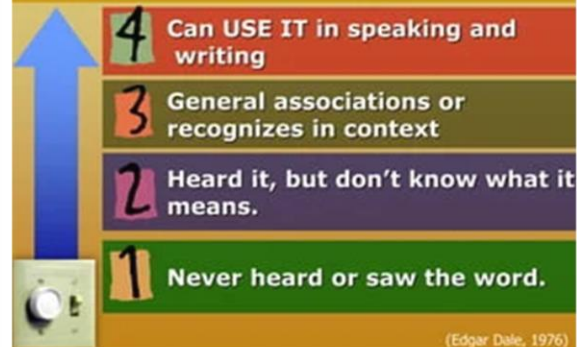 4 Can USE IT in speaking and
writing
3 General associations or
recognizes in context
2 Heard it, but don't know what it
means.
1 Never heard or saw the word.
(Edgar Dale, 1976)